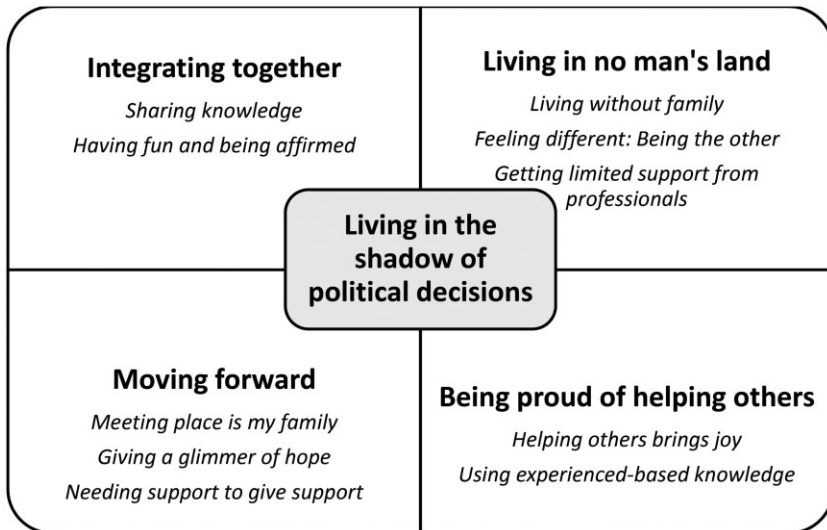 Integrating together
Sharing knowledge
Having fun and being affirmed
Living in no man's land
Living without family
Feeling different: Being the other
Getting limited support from
professionals
Living in the
shadow of
political decisions
Moving forward
Meeting place is my family
Giving a glimmer of hope
Needing support to give support
Being proud of helping others
Helping others brings joy
Using experienced-based knowledge